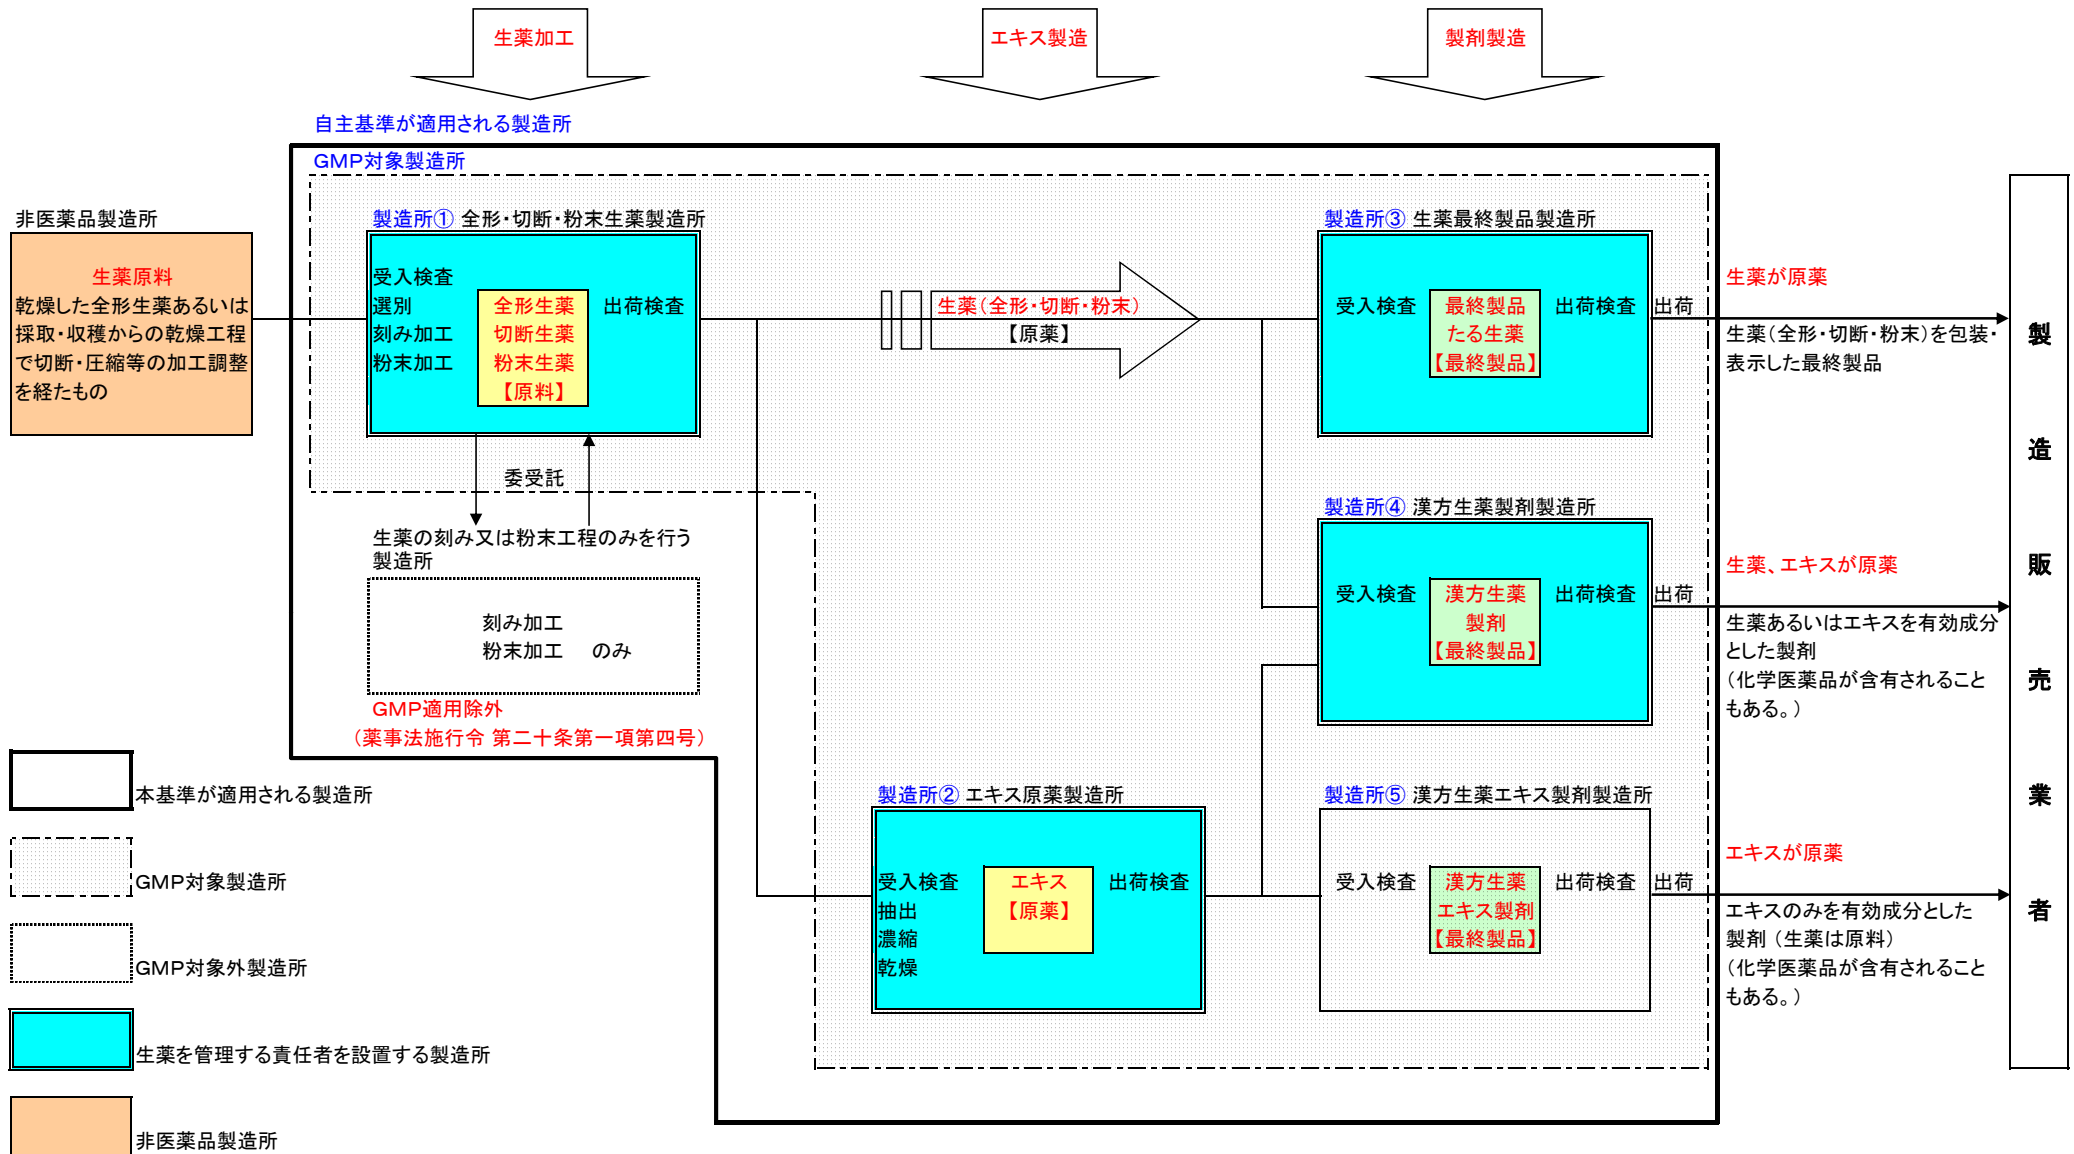 生薬加工
エキス製造
製剤製造
自主基準が適用される製造所
GMP対象製造所
非医薬品製造所
生薬原料
乾燥した全形生薬あるいは
採取・収穫からの乾燥工程
で切断・圧縮等の加工調整
を経たもの
製造所① 全形・切断・粉末生薬製造所
受入検査
選別
刻み加工
粉末加工
全形生薬
切断生薬
粉末生薬
【原料】
出荷検査
委受託
生薬の刻み又は粉末工程のみを行う
製造所
刻み加工
粉末加工 のみ
GMP適用除外
（薬事法施行令 第二十条第一項第四号）
生薬（全形・切断・粉末）
【原薬】
製造所② エキス原薬製造所
受入検査
抽出
濃縮
乾燥
エキス
【原薬】
出荷検査
製造所③ 生薬最終製品製造所
受入検査
最終製品
たる生薬
【最終製品】
出荷検査
出荷
生薬が原薬
生薬（全形・切断・粉末）を包装・
表示した最終製品
製造所④ 漢方生薬製剤製造所
受入検査
漢方生薬
製剤
【最終製品】
出荷検査
出荷
生薬、エキスが原薬
生薬あるいはエキスを有効成分
とした製剤
（化学医薬品が含有されること
もある。）
製造所⑤ 漢方生薬エキス製剤製造所
受入検査
漢方生薬
エキス製剤
【最終製品】
出荷検査
出荷
エキスが原薬
エキスのみを有効成分とした
製剤（生薬は原料）
（化学医薬品が含有されること
もある。）
製造販売業者
本基準が適用される製造所
GMP対象製造所
GMP対象外製造所
生薬を管理する責任者を設置する製造所
非医薬品製造所